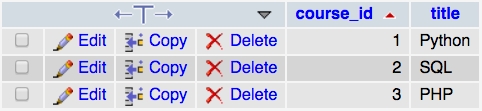 course_id title
Edit Copy Delete 1 Python
Edit Copy Delete 2 SQL
Edit Copy Delete 3 PHP